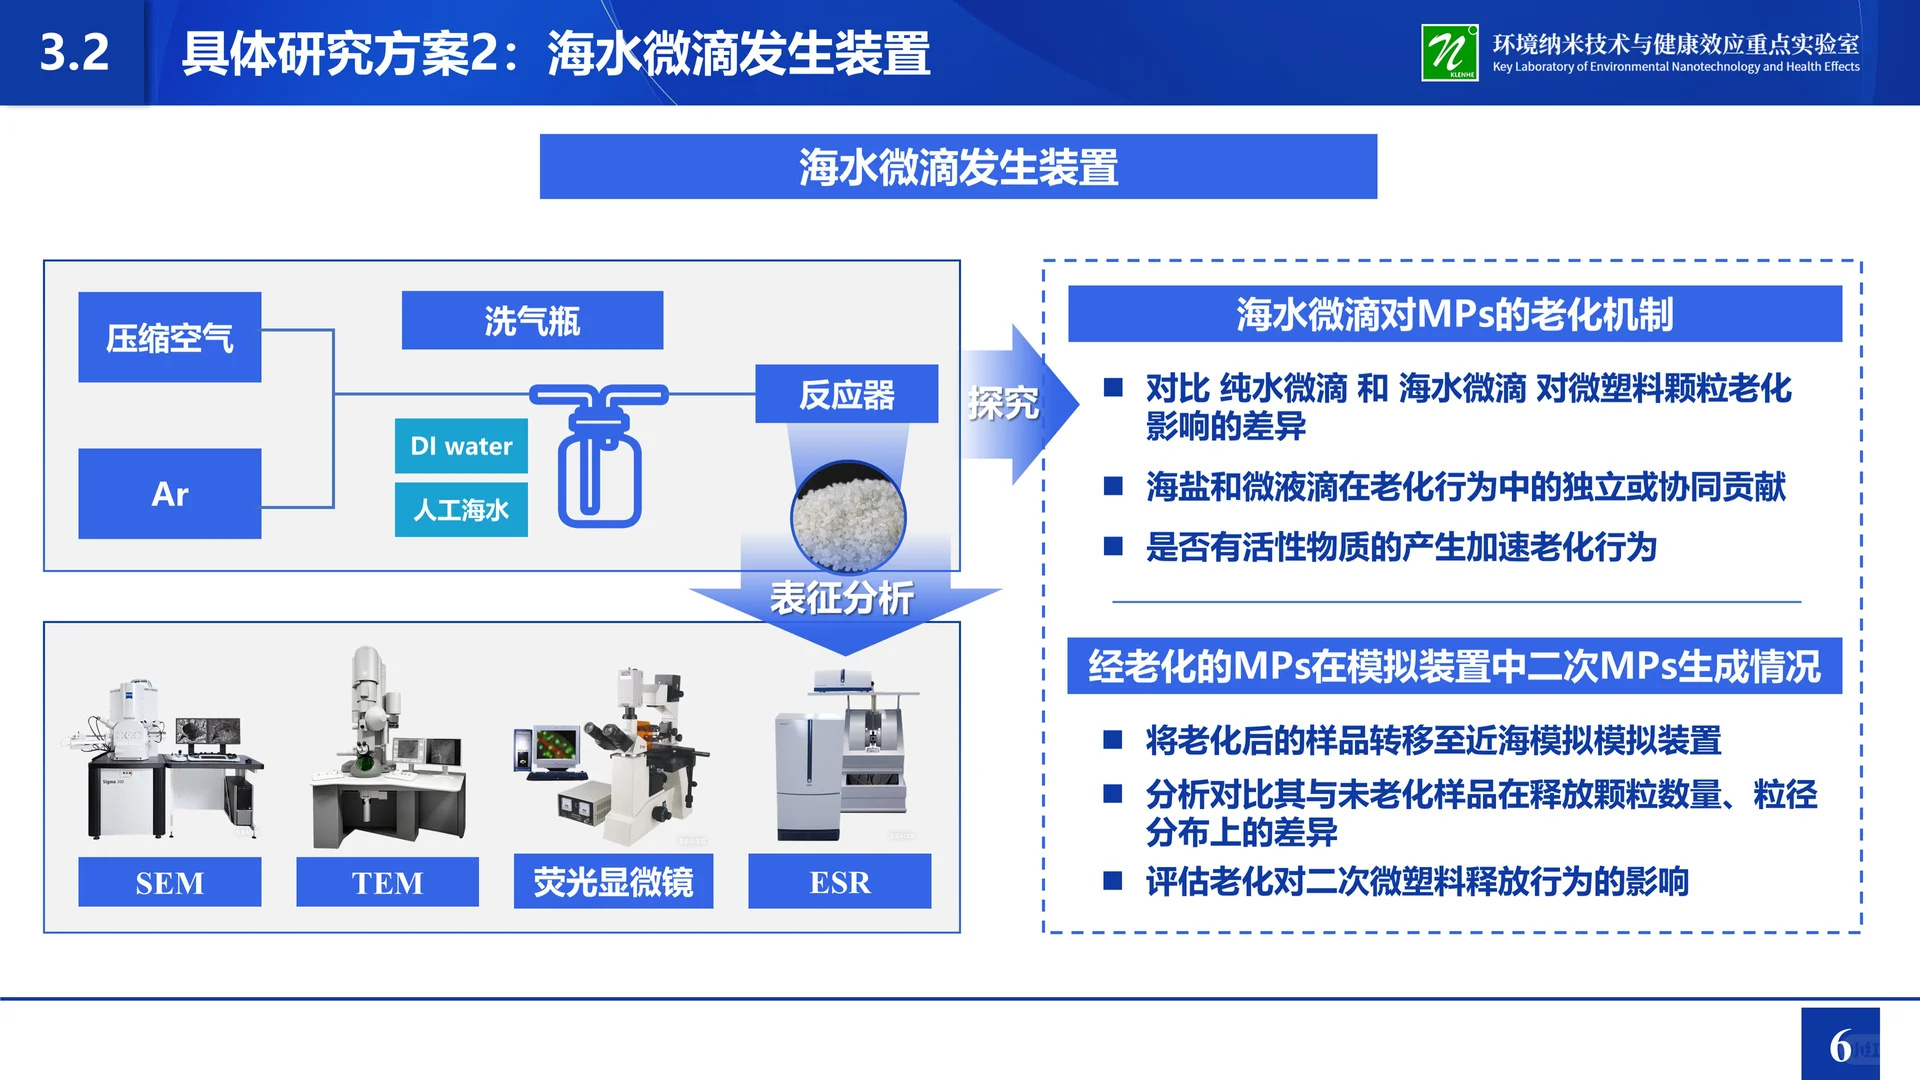 3.2
具体研究方案2：海水微滴发生装置
环境纳米技术与健康效应重点实验室
Key Laboratory of Environmental Nanotechnology and Health Effects
KLENHE
海水微滴发生装置
压缩空气
洗气瓶
反应器
DI water
人工海水
Ar
探究
表征分析
SEM
TEM
荧光显微镜
ESR
海水微滴对MPs的老化机制
对比 纯水微滴 和 海水微滴 对微塑料颗粒老化
影响的差异
海盐和微液滴在老化行为中的独立或协同贡献
是否有活性物质的产生加速老化行为
经老化的MPs在模拟装置中二次MPs生成情况
将老化后的样品转移至近海模拟模拟装置
分析对比其与未老化样品在释放颗粒数量、粒径
分布上的差异
评估老化对二次微塑料释放行为的影响
6